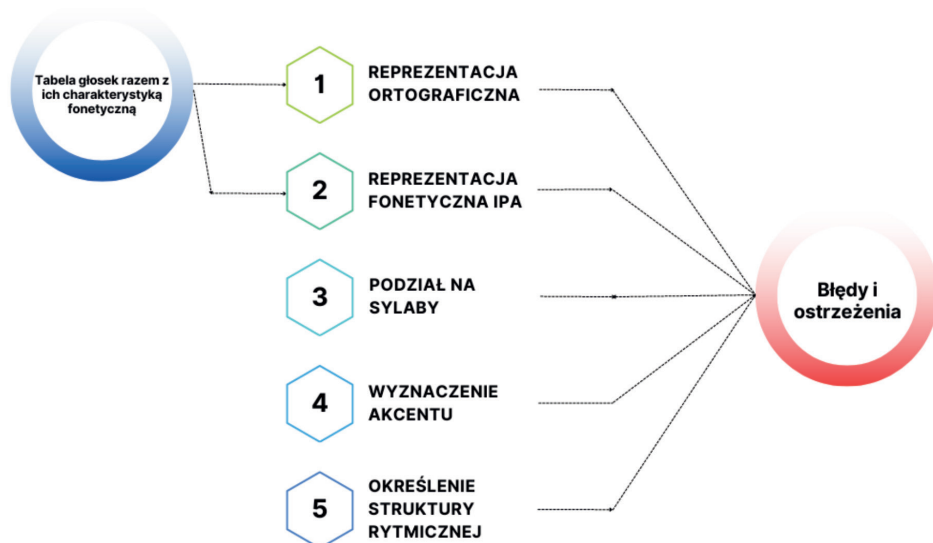 Tabela głosek razem z
ich charakterystyką
fonetyczną
1
REPREZENTACJA
ORTOGRAFICZNA
2
REPREZENTACJA
FONETYCZNA IPA
3
PODZIAŁ NA
SYLABY
4
WYZNACZENIE
AKCENTU
5
OKREŚLENIE
STRUKTURY
RYTMICZNEJ
Błędy i
ostrzeżenia